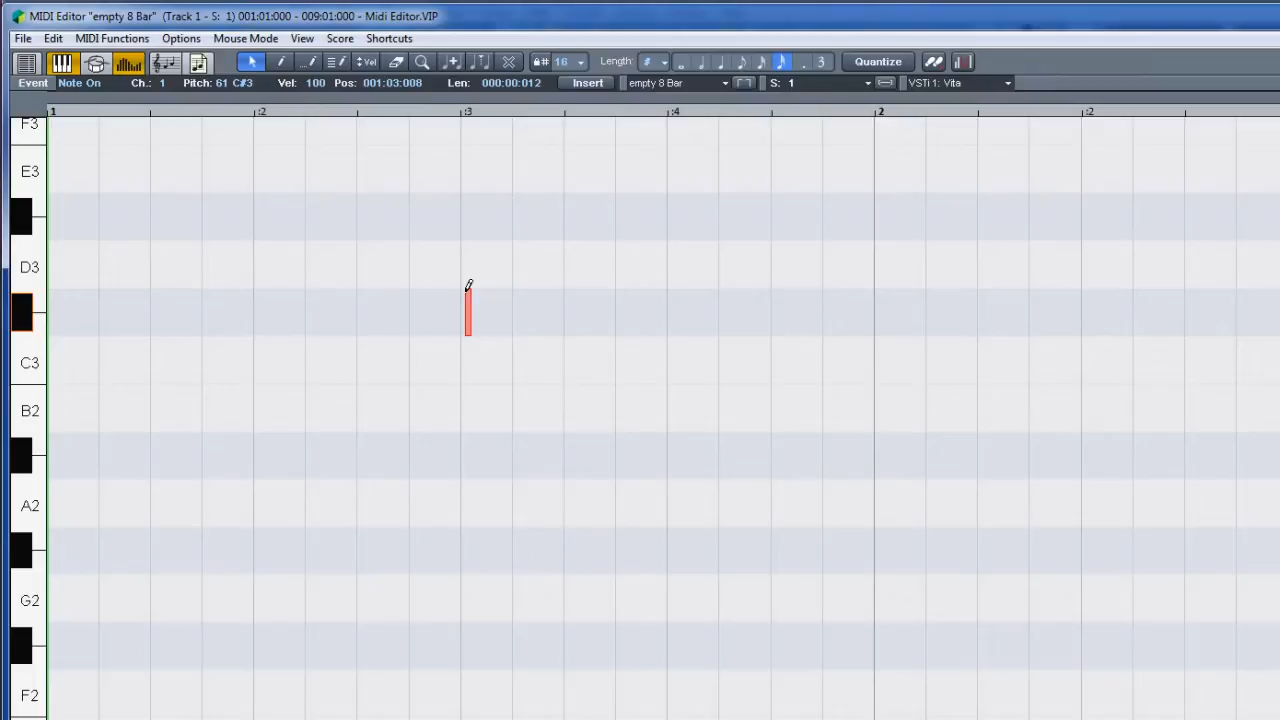 MIDI Editor "empty 8 Bar" (Track 1 - S: 1) 001:01:000 - 009:01:000 - Midi Editor.VIP
File Edit MIDI Functions Options Mouse Mode View Score Shortcuts
Vel 16 Length: 3 Quantize
Event Note On Ch.: 1 Pitch: 61 C#3 Vel: 100 Pos: 001:03:008 Len: 000:00:012 Insert empty 8 Bar S: 1 VSTi 1: Vita
1 :2 :3 :4 2 :2
F3
E3
D3
C3
B2
A2
G2
F2